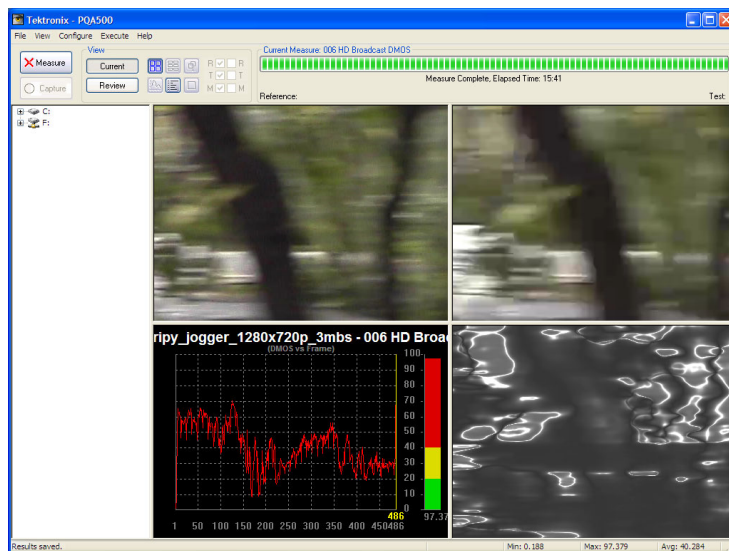 Tektronix - PQA500
File View Configure Execute Help
View
Current Measure: 006 HD Broadcast DMOS
Measure
Current
R R
T T
Capture
Review
M M
Measure Complete, Elapsed Time: 15:41
Reference:
Test:
C:
F:
ripy_jogger_1280x720p_3mbs - 006 HD Broa
(DMOS vs Frame)
100
90
80
70
60
50
40
30
20
10
0
486
97.37
1 50 100 150 200 250 300 350 400 450 486
Results saved.
Min: 0.188
Max: 97.379
Avg: 40.284